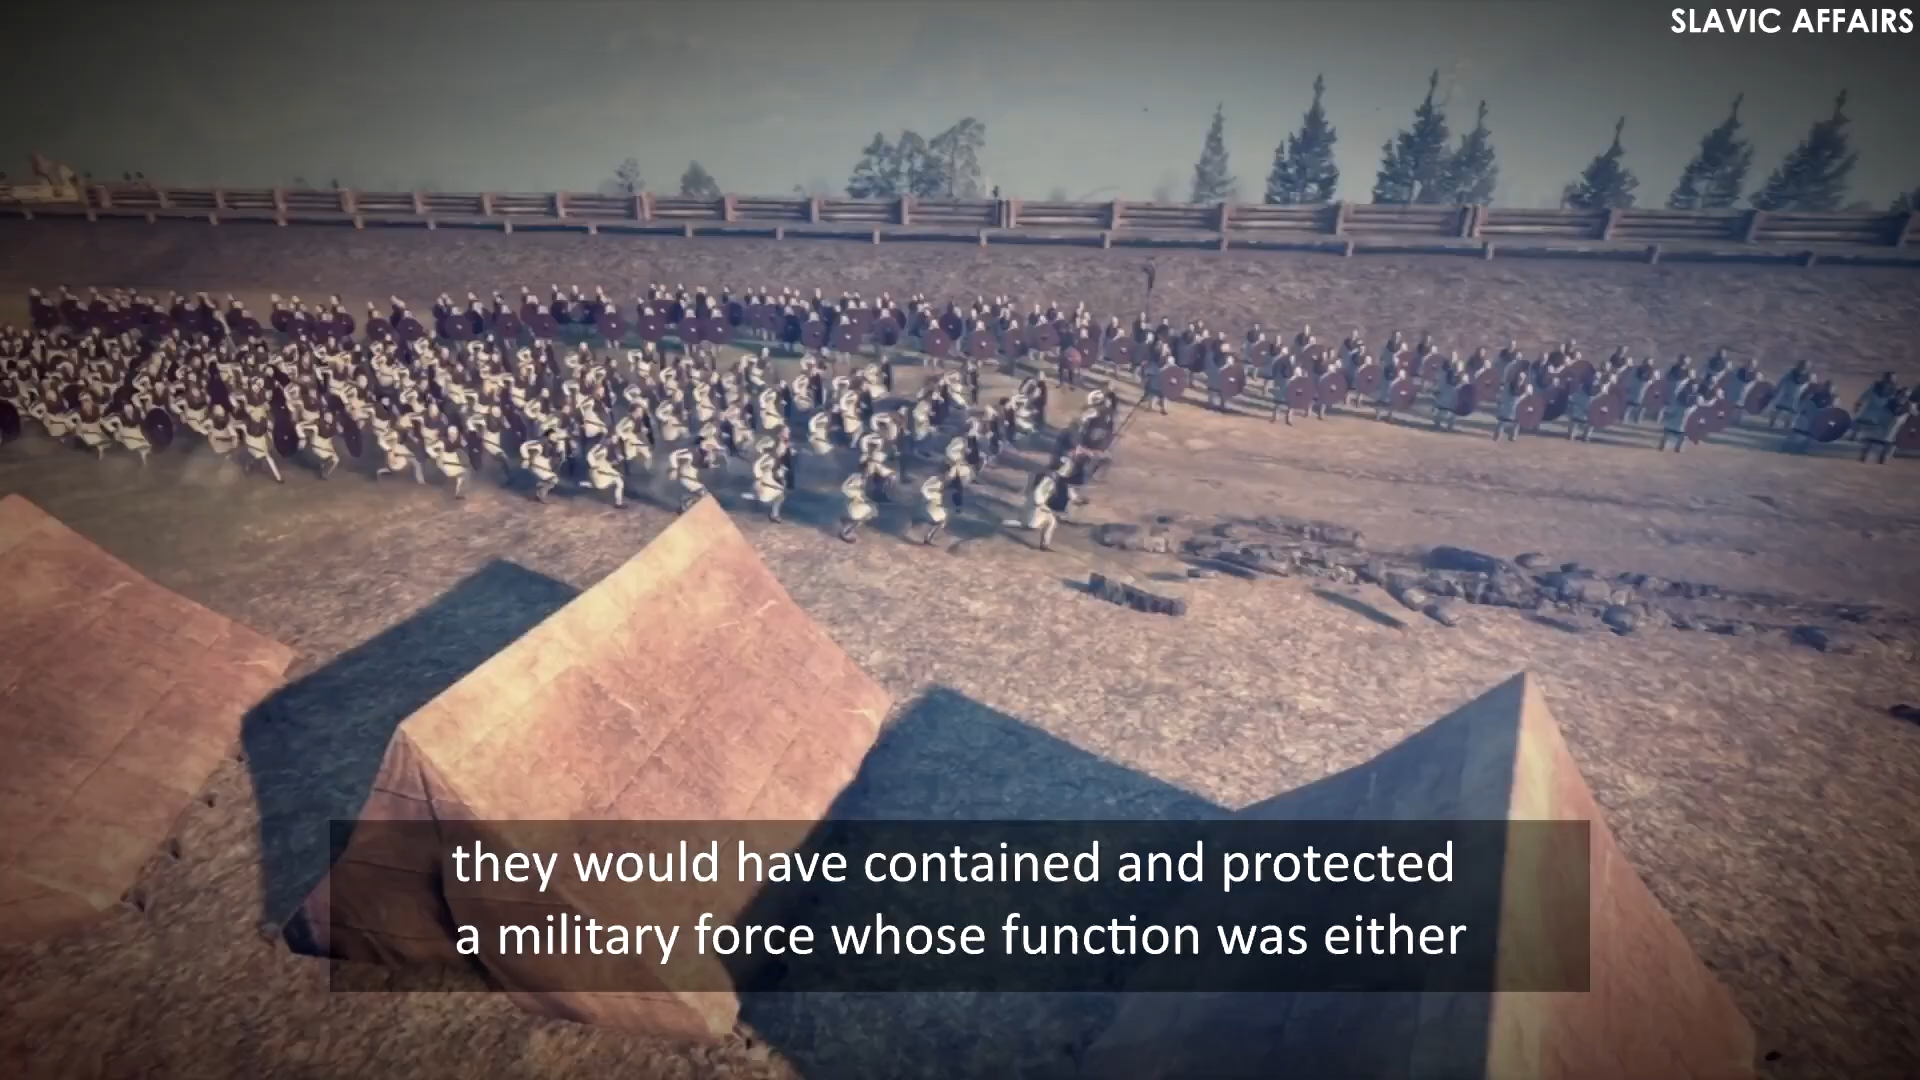 SLAVIC AFFAIRS
they would have contained and protected
a military force whose function was either